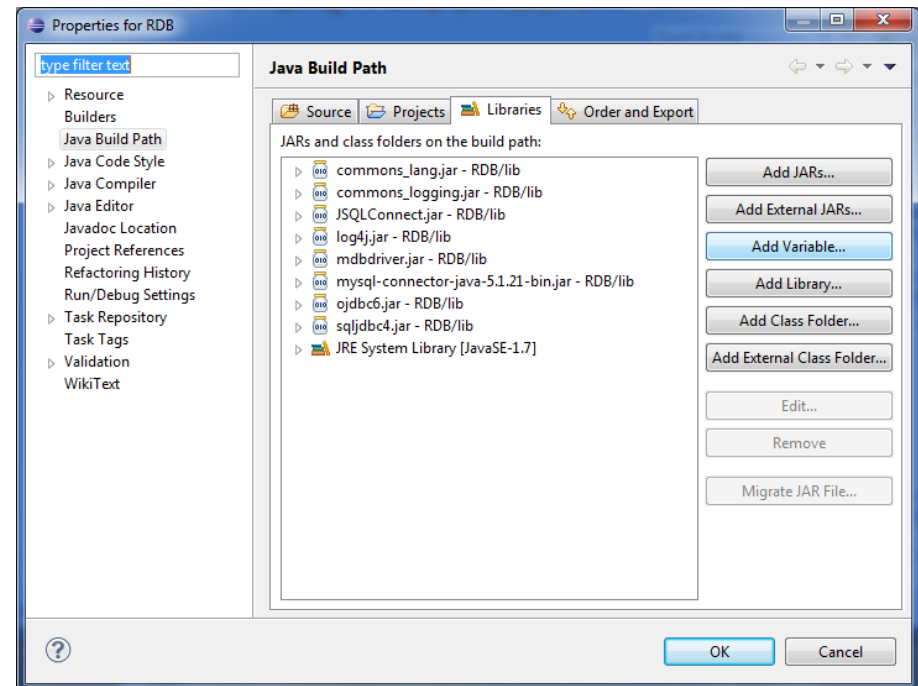 Properties for RDB
type filter text
Resource
Builders
Java Build Path
Java Code Style
Java Compiler
Java Editor
Javadoc Location
Project References
Refactoring History
Run/Debug Settings
Task Repository
Task Tags
Validation
WikiText
Java Build Path
Source Projects Libraries Order and Export
JARs and class folders on the build path:
commons_lang.jar - RDB/lib
commons_logging.jar - RDB/lib
JSQLConnect.jar - RDB/lib
log4j.jar - RDB/lib
mdbdriver.jar - RDB/lib
mysql-connector-java-5.1.21-bin.jar - RDB/lib
ojdbc6.jar - RDB/lib
sqljdbc4.jar - RDB/lib
JRE System Library [JavaSE-1.7]
Add JARs...
Add External JARs...
Add Variable...
Add Library...
Add Class Folder...
Add External Class Folder...
Edit...
Remove
Migrate JAR File...
OK Cancel